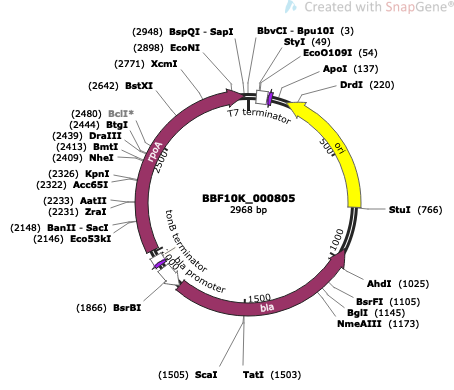 Created with SnapGene®
(2948) BspQI - SapI
BbvCI - Bpu10I (3)
(2898) EcoNI
StyI (49)
EcoO109I (54)
(2771) XcmI
ApoI (137)
(2642) BstXI
DrdI (220)
T7 terminator
(2480) BclI*
(2444) BtgI
(2439) DraIII
(2413) BmtI
(2409) NheI
rpoA
2500
500
ori
(2326) KpnI
(2322) Acc65I
(2233) AatII
(2231) ZraI
BBF10K_000805
2968 bp
StuI (766)
(2148) BanII - SacI
(2146) Eco53kI
tonB terminator
bla promoter
1000
AhdI (1025)
(1866) BsrBI
1500
bla
BsrFI (1105)
BglI (1145)
NmeAIII (1173)
(1505) ScaI
TatI (1503)